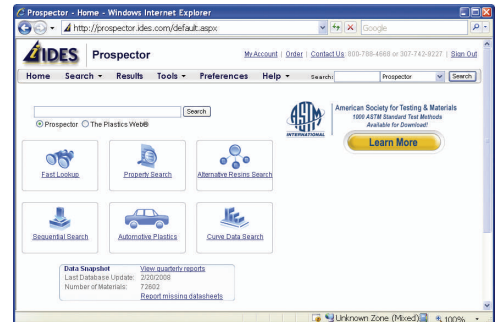 Prospector - Home - Windows Internet Explorer
http://prospector.ides.com/default.aspx
Google
IDES Prospector
My Account | Order | Contact Us 800-788-4668 or 307-742-9227 | Sign Out
Home Search Results Tools Preferences Help Search: Prospector Search
Search
Prospector The Plastics Web®
ASTM
INTERNATIONAL
American Society for Testing & Materials
1000 ASTM Standard Test Methods
Available for Download!
Learn More
Fast Lookup
Property Search
Alternative Resins Search
Sequential Search
Automotive Plastics
Curve Data Search
Data Snapshot View quarterly reports
Last Database Update: 2/20/2008
Number of Materials: 72602
Report missing datasheets
Unknown Zone (Mixed) 100%